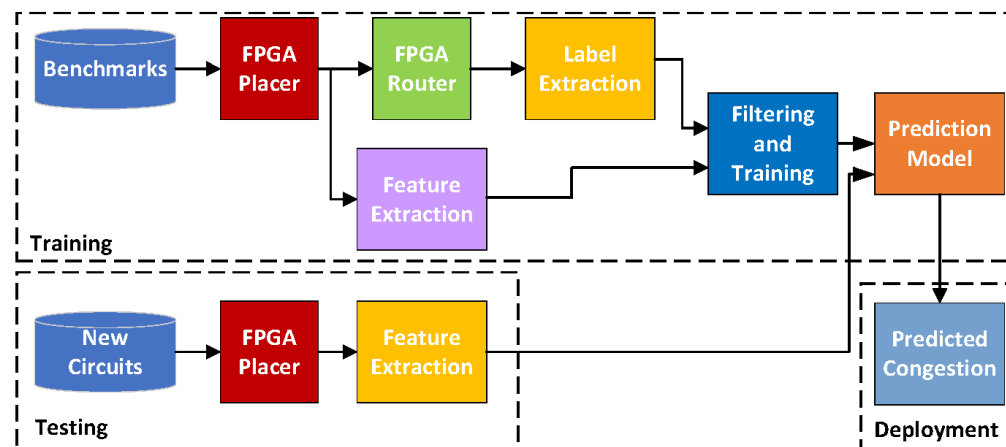 Benchmarks
FPGA
Placer
FPGA
Router
Label
Extraction
Filtering
and
Training
Prediction
Model
Feature
Extraction
Training
New
Circuits
FPGA
Placer
Feature
Extraction
Predicted
Congestion
Testing
Deployment